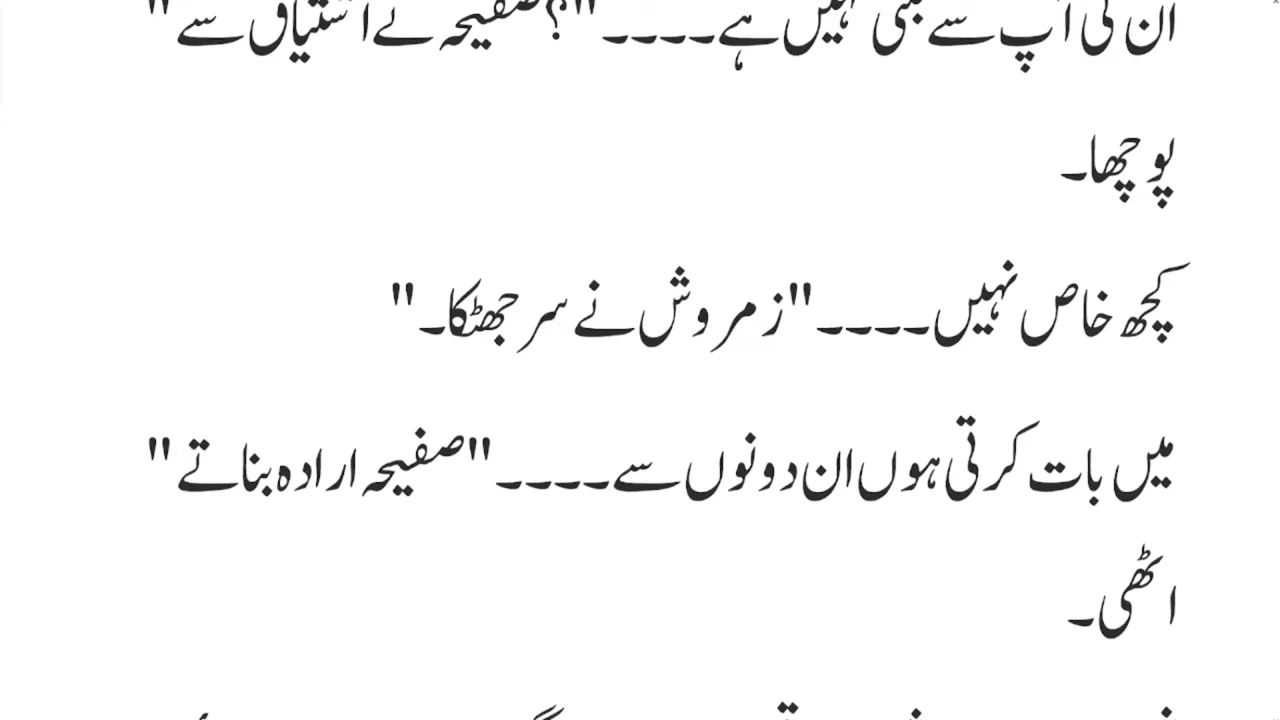 ان کی آپ سے بنی نہیں ہے۔۔۔۔"؟صفیحہ نے اشتیاق سے"
پوچھا۔
کچھ خاص نہیں۔۔۔۔"زمروش نے سر جھٹکا۔"
میں بات کرتی ہوں ان دونوں سے۔۔۔۔"صفیحہ ارادہ بناتے"
اٹھی۔